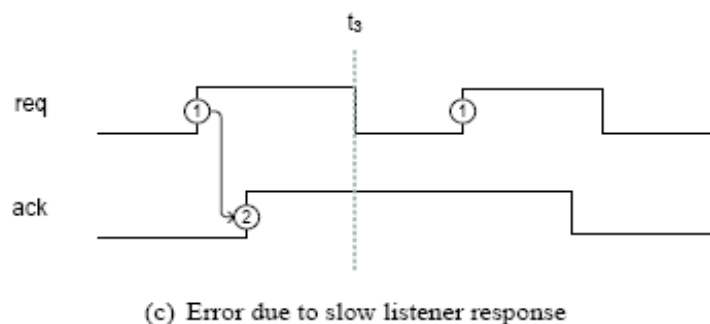 t₃
req
①
①
ack
②
(c) Error due to slow listener response